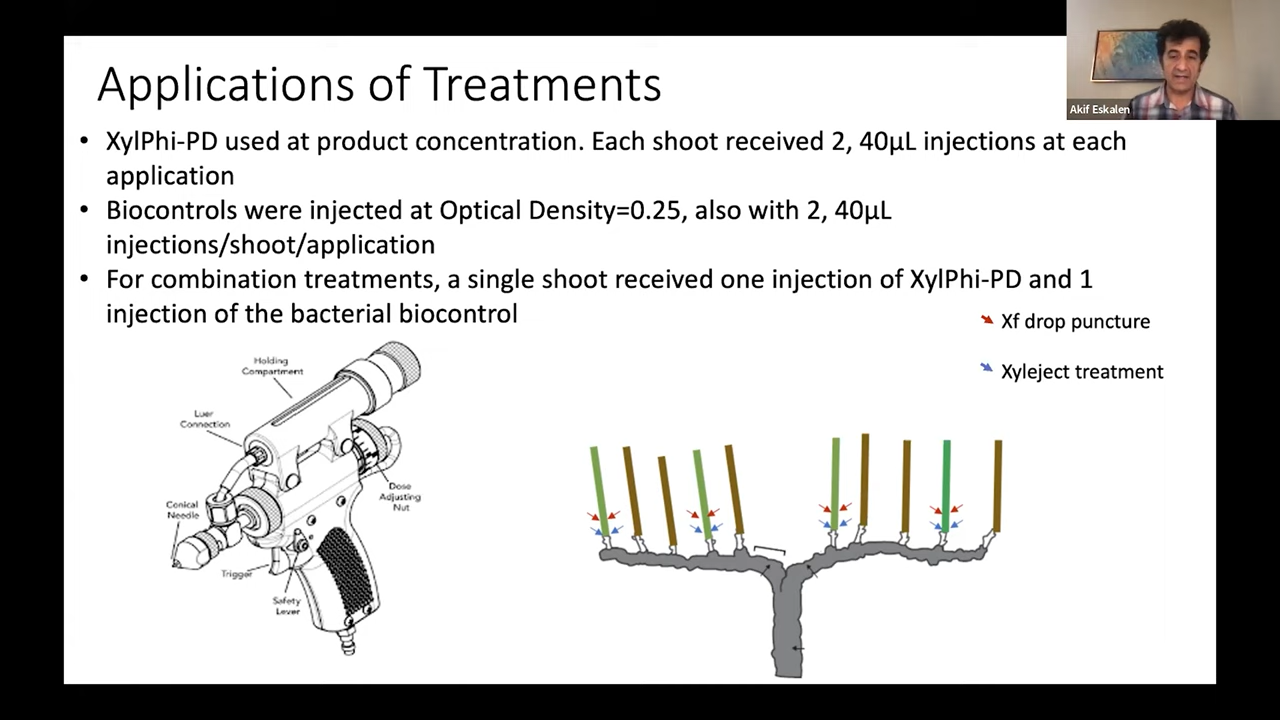 Applications of Treatments
Akif Eskalen
• XylPhi-PD used at product concentration. Each shoot received 2, 40µL injections at each
application
• Biocontrols were injected at Optical Density=0.25, also with 2, 40µL
injections/shoot/application
• For combination treatments, a single shoot received one injection of XylPhi-PD and 1
injection of the bacterial biocontrol
Xf drop puncture
Xyleject treatment
Holding
Compartment
Luer
Connection
Conical
Needle
Dose
Adjusting
Nut
Trigger
Safety
Lever